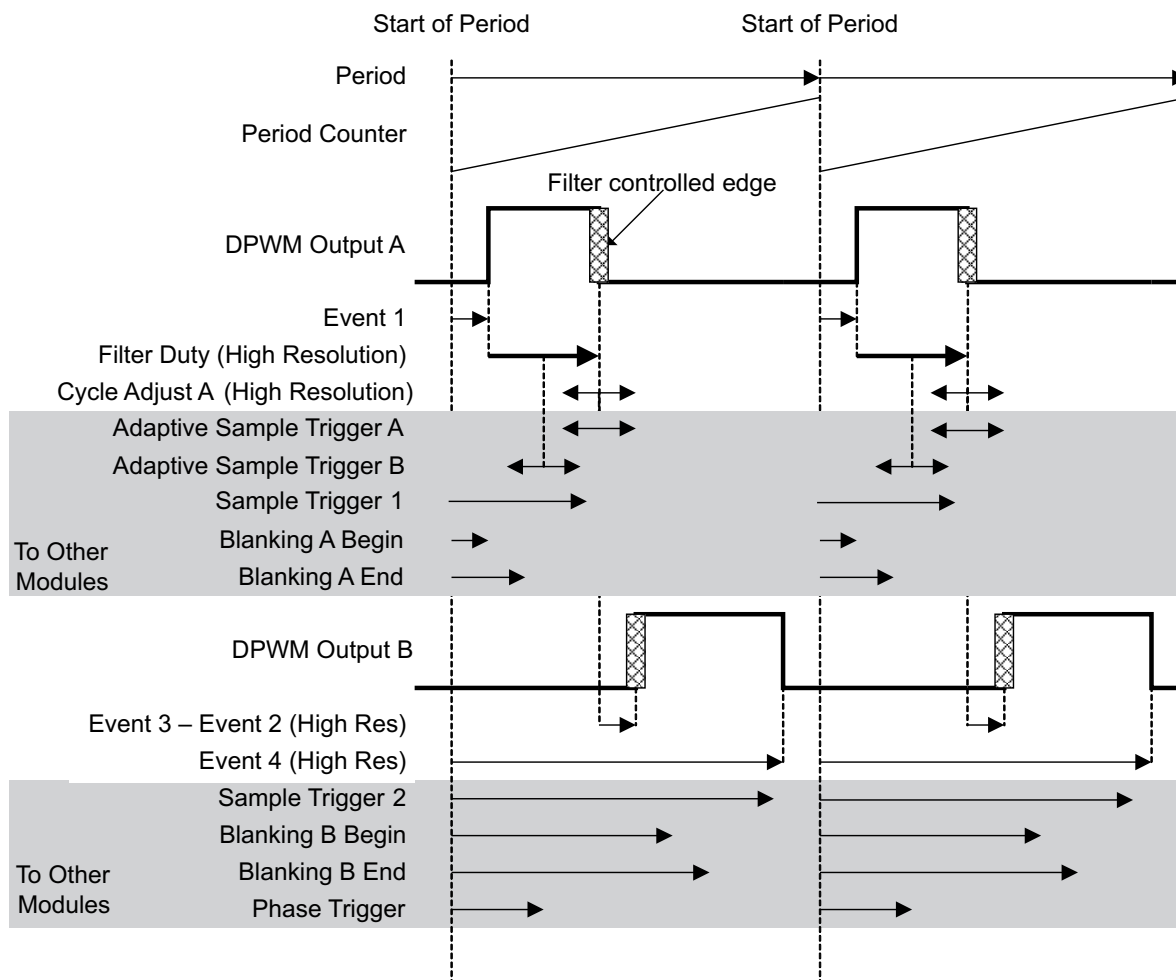 Start of Period
Start of Period
Period
Period Counter
Filter controlled edge
DPWM Output A
Event 1
Filter Duty (High Resolution)
Cycle Adjust A (High Resolution)
Adaptive Sample Trigger A
Adaptive Sample Trigger B
Sample Trigger 1
Blanking A Begin
Blanking A End
To Other
Modules
DPWM Output B
Event 3 – Event 2 (High Res)
Event 4 (High Res)
Sample Trigger 2
Blanking B Begin
Blanking B End
Phase Trigger
To Other
Modules